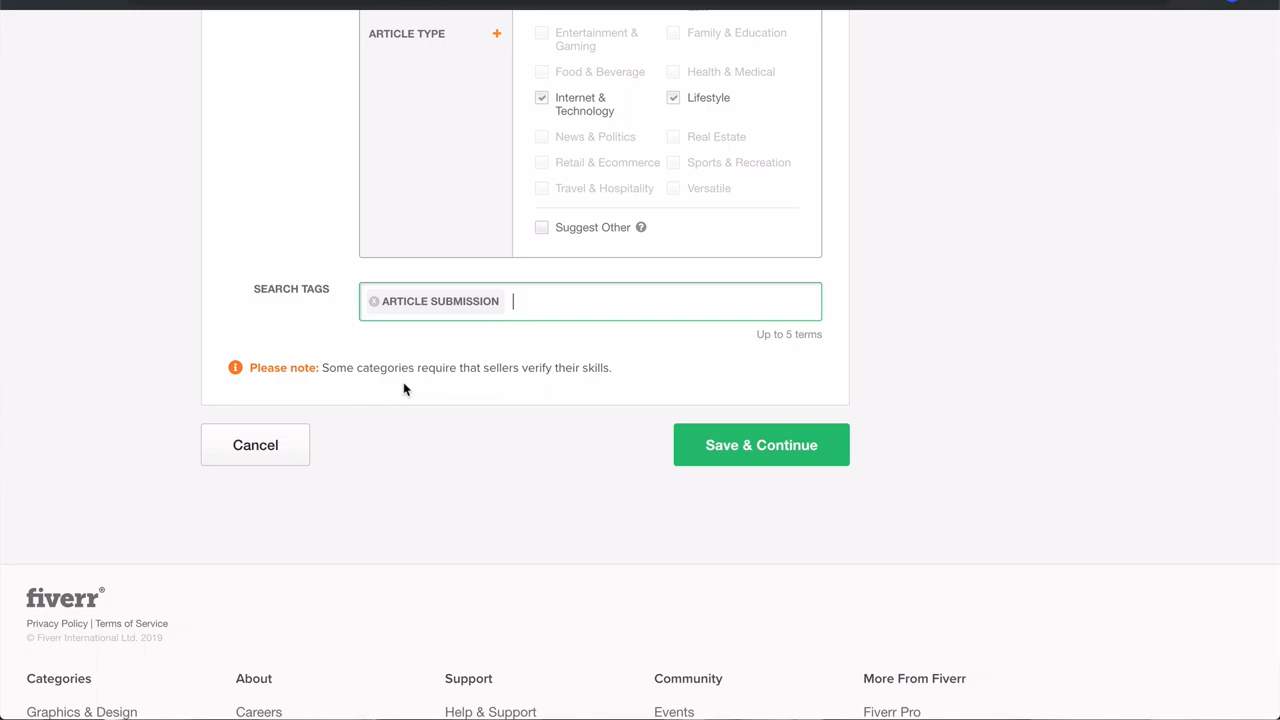 ARTICLE TYPE +
Entertainment & Gaming
Family & Education
Food & Beverage
Health & Medical
Internet & Technology
Lifestyle
News & Politics
Real Estate
Retail & Ecommerce
Sports & Recreation
Travel & Hospitality
Versatile
Suggest Other ?
SEARCH TAGS
ARTICLE SUBMISSION
Up to 5 terms
Please note: Some categories require that sellers verify their skills.
Cancel
Save & Continue
fiverr®
Privacy Policy | Terms of Service
© Fiverr International Ltd. 2019
Categories
About
Support
Community
More From Fiverr
Graphics & Design
Careers
Help & Support
Events
Fiverr Pro